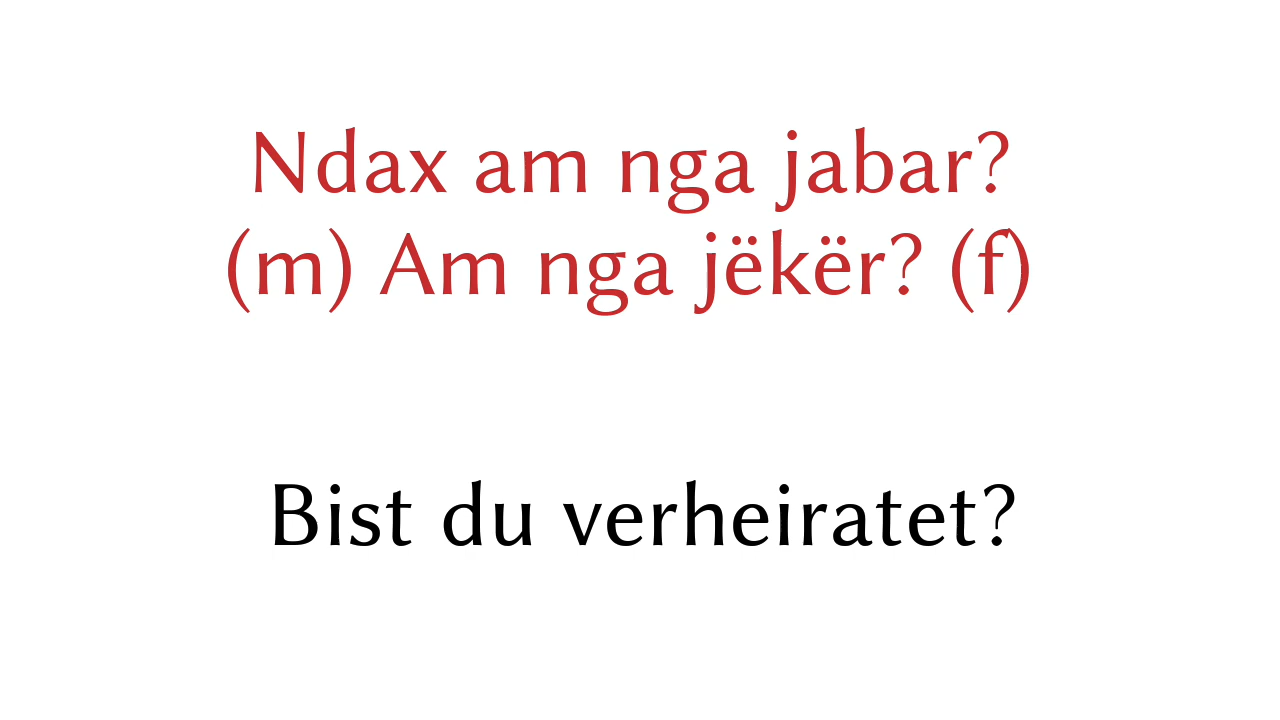 Ndax am nga jabar?
(m) Am nga jëkër? (f)
Bist du verheiratet?